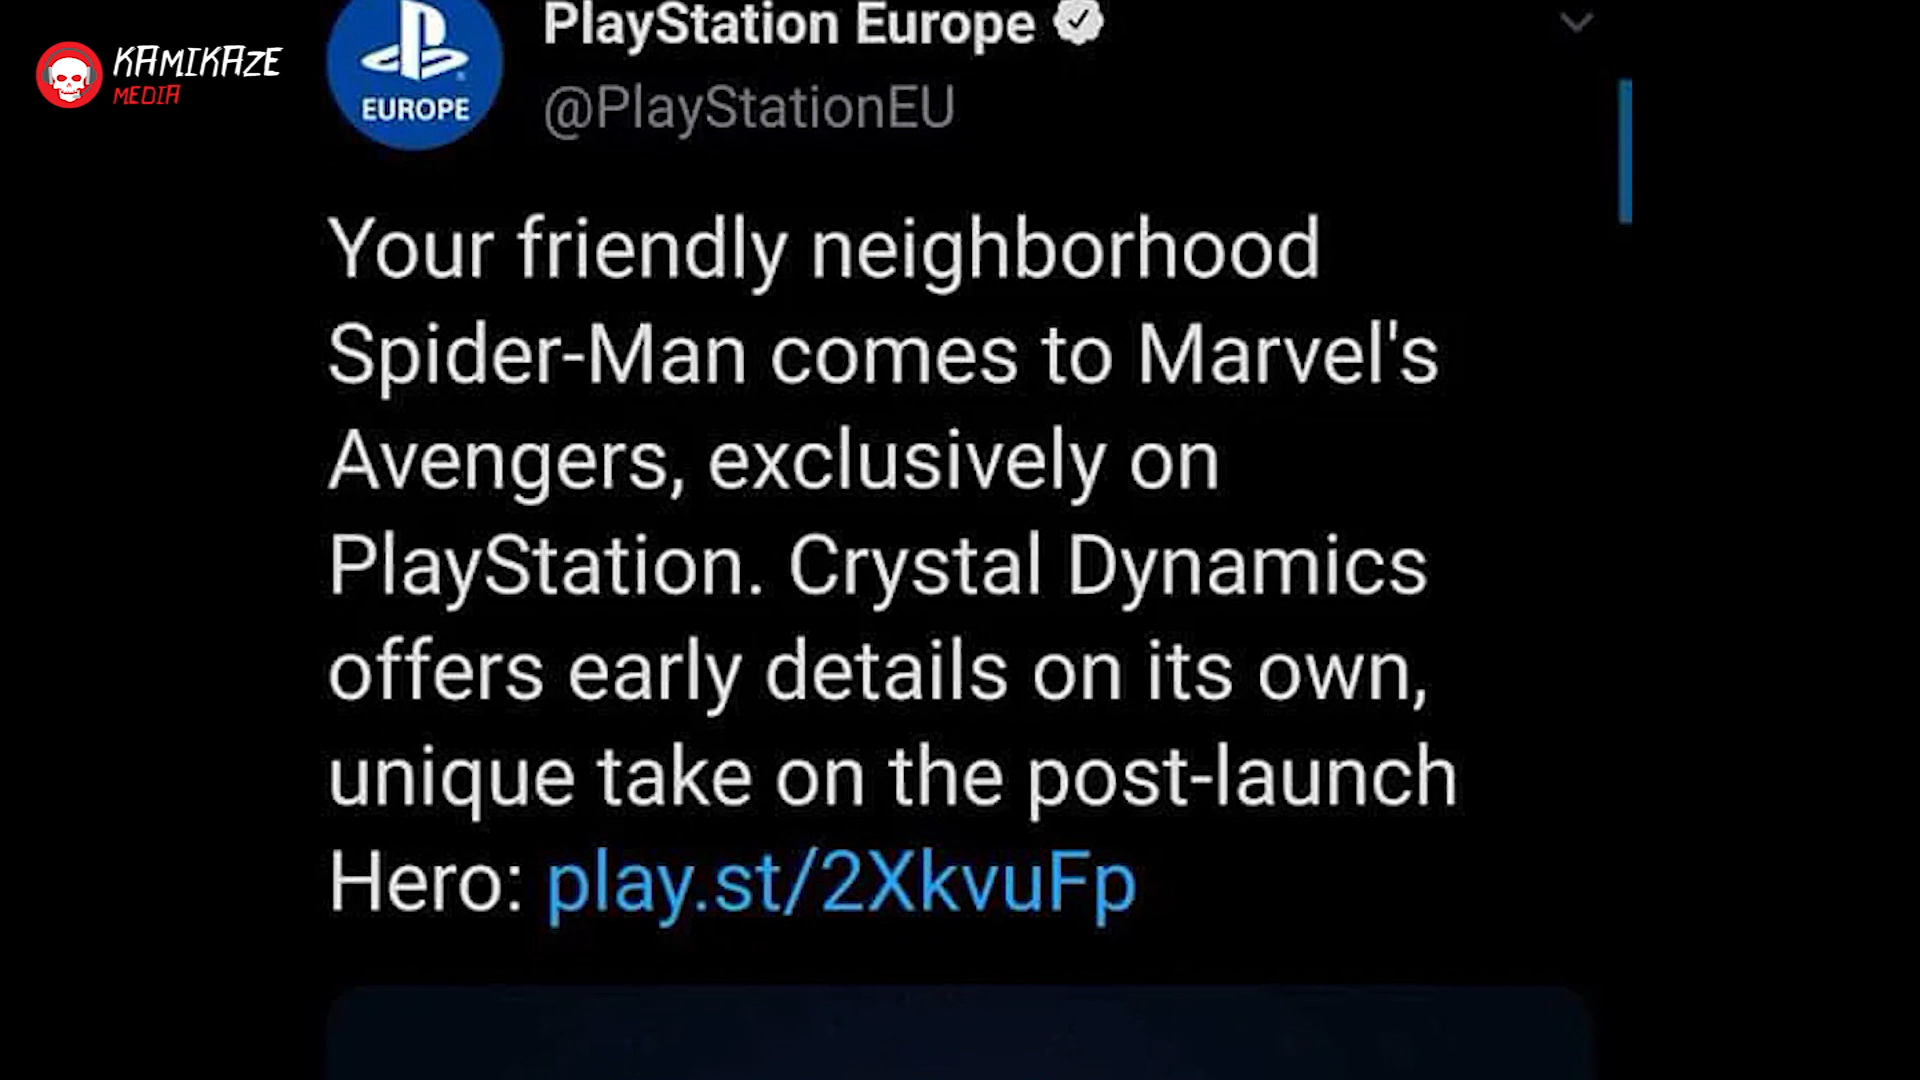 KAMIKAZE
MEDIA
EUROPE
PlayStation Europe
@PlayStationEU
Your friendly neighborhood
Spider-Man comes to Marvel's
Avengers, exclusively on
PlayStation. Crystal Dynamics
offers early details on its own,
unique take on the post-launch
Hero: play.st/2XkvuFp